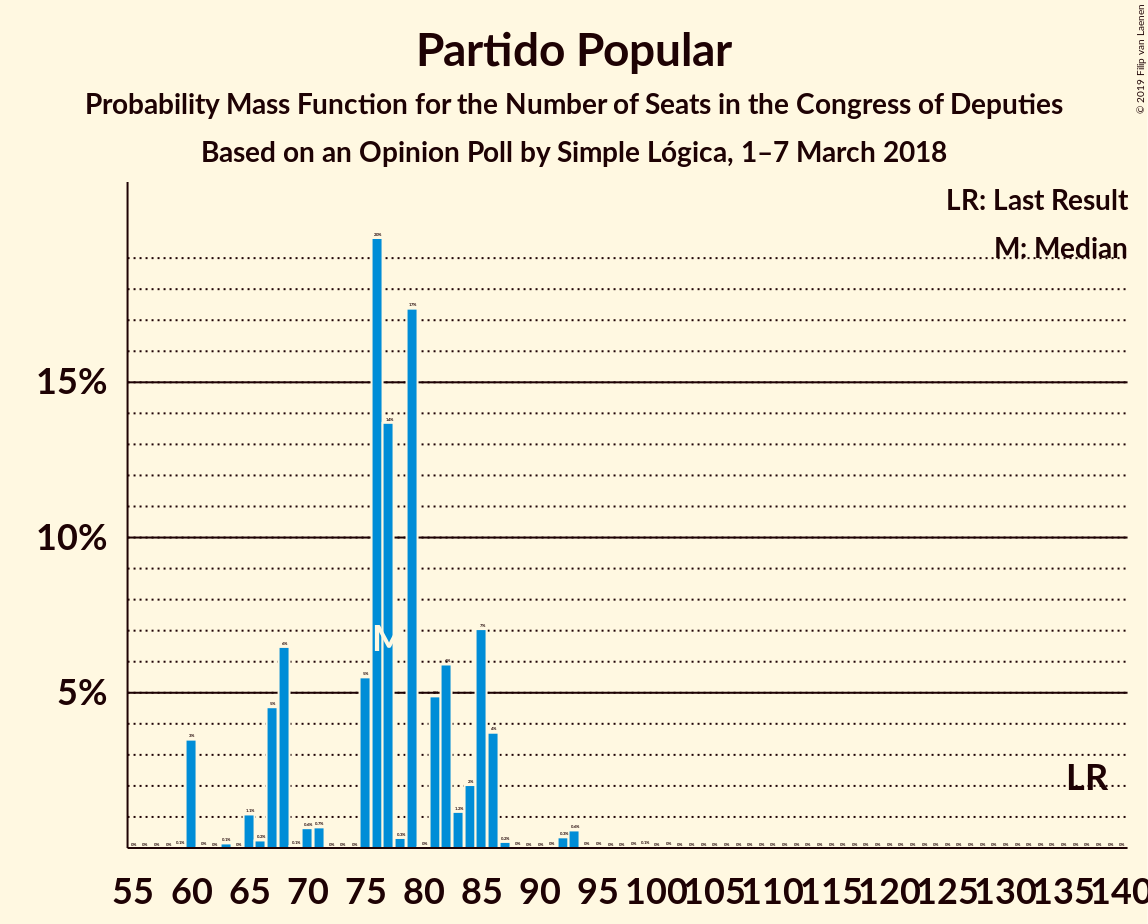 Partido Popular
Probability Mass Function for the Number of Seats in the Congress of Deputies
Based on an Opinion Poll by Simple Lógica, 1–7 March 2018
© 2019 Filip van Laenen
LR: Last Result
M: Median
15%
10%
5%
M
LR
55 60 65 70 75 80 85 90 95 100 105 110 115 120 125 130 135 140